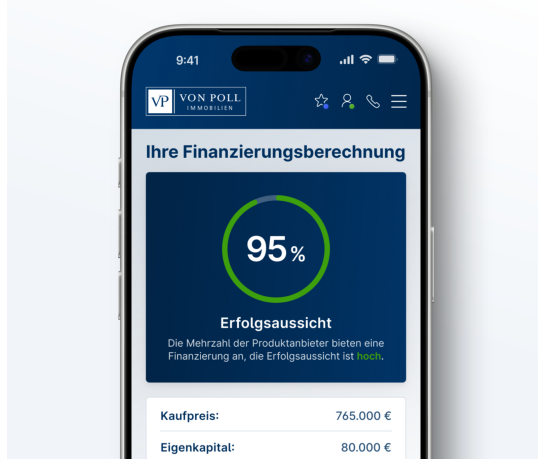 9:41
VP VON POLL
IMMOBILIEN
Ihre Finanzierungsberechnung
95 %
Erfolgsaussicht
Die Mehrzahl der Produktanbieter bieten eine
Finanzierung an, die Erfolgsaussicht ist hoch.
Kaufpreis: 765.000 €
Eigenkapital: 80.000 €